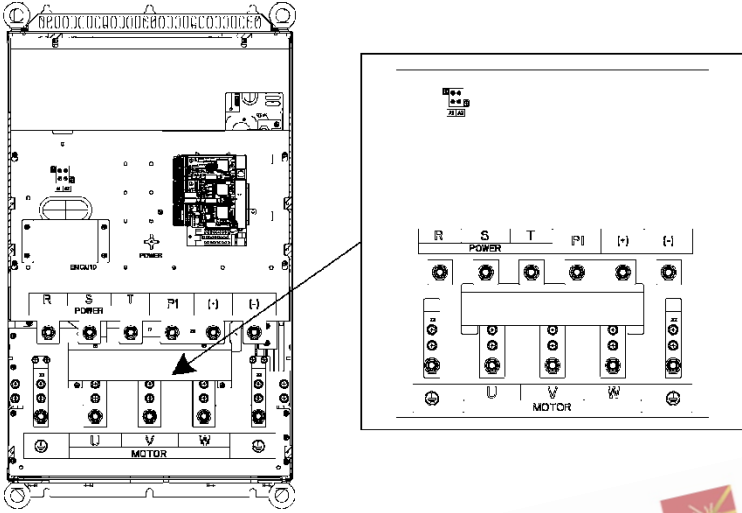 POWER
R S T P1 (+) (-)
POWER
U V W
MOTOR
R S T P1 (+) (-)
POWER
U V W
MOTOR